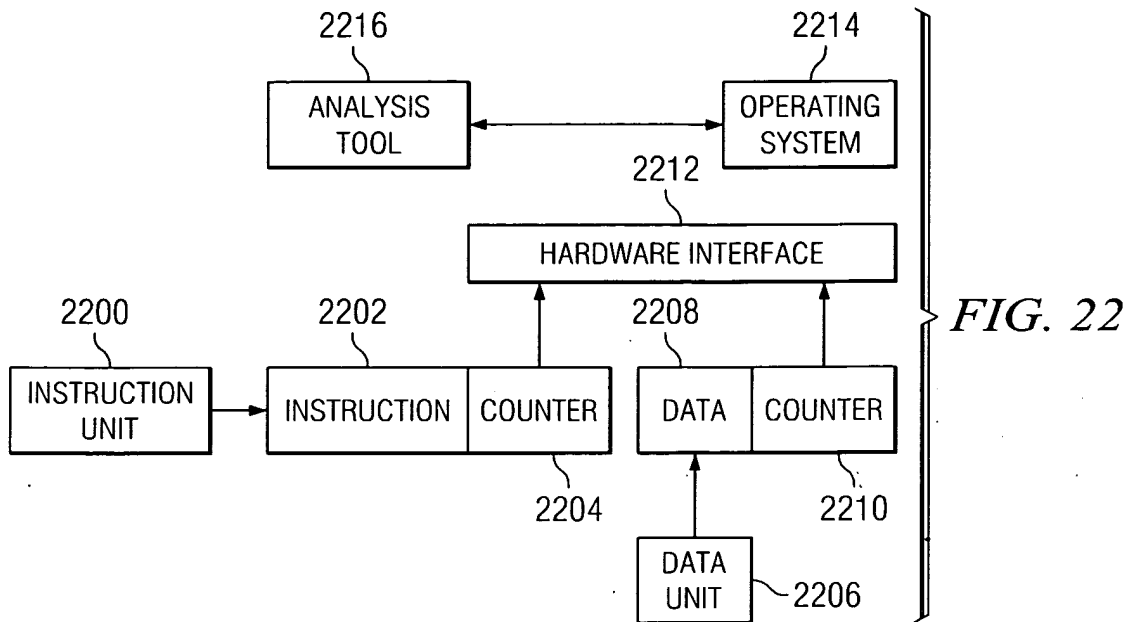 2216
2214
ANALYSIS
TOOL
OPERATING
SYSTEM
2212
HARDWARE INTERFACE
2200
2202
2208
INSTRUCTION
UNIT
INSTRUCTION
COUNTER
DATA
COUNTER
2204
2210
DATA
UNIT
2206
FIG. 22